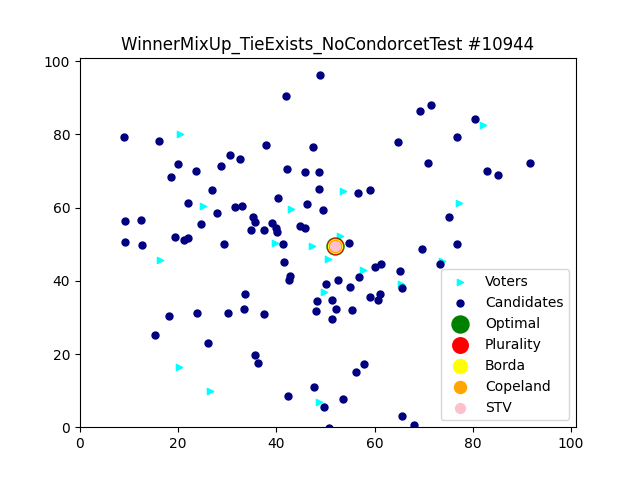 WinnerMixUp_TieExists_NoCondorcetTest #10944
100
80
60
40
20
0
0 20 40 60 80 100
Voters
Candidates
Optimal
Plurality
Borda
Copeland
STV